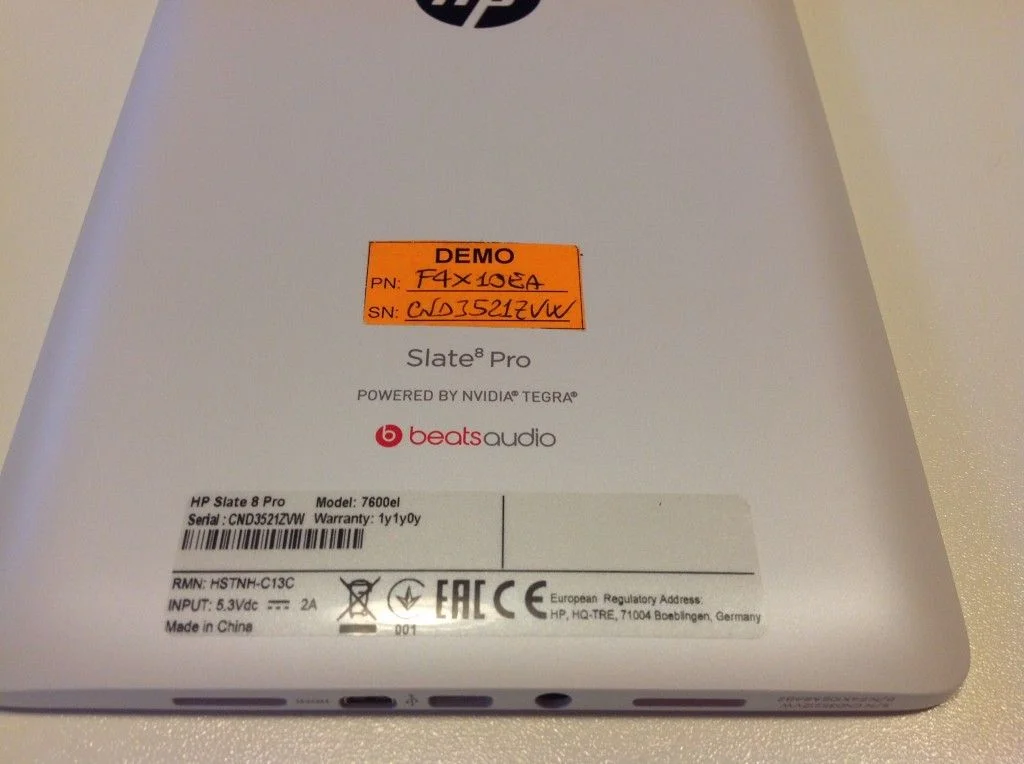 hp
DEMO
PN: F4X10EA
SN: CND3521ZVW
Slate⁸ Pro
POWERED BY NVIDIA® TEGRA®
b beatsaudio
HP Slate 8 Pro Model: 7600el
Serial : CND3521ZVW Warranty: 1y1y0y
RMN: HSTNH-C13C
INPUT: 5.3Vdc ⎓ 2A
Made in China
001
EAC CE
European Regulatory Address:
HP, HQ-TRE, 71004 Boeblingen, Germany